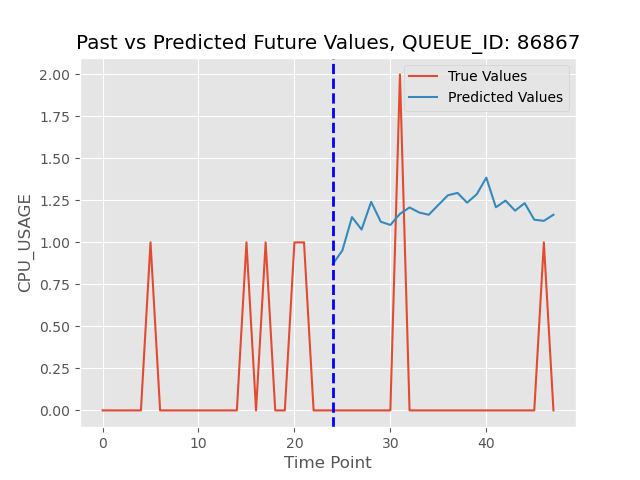 Past vs Predicted Future Values, QUEUE_ID: 86867
True Values
Predicted Values
2.00
1.75
1.50
1.25
1.00
0.75
0.50
0.25
0.00
CPU_USAGE
0 10 20 30 40
Time Point